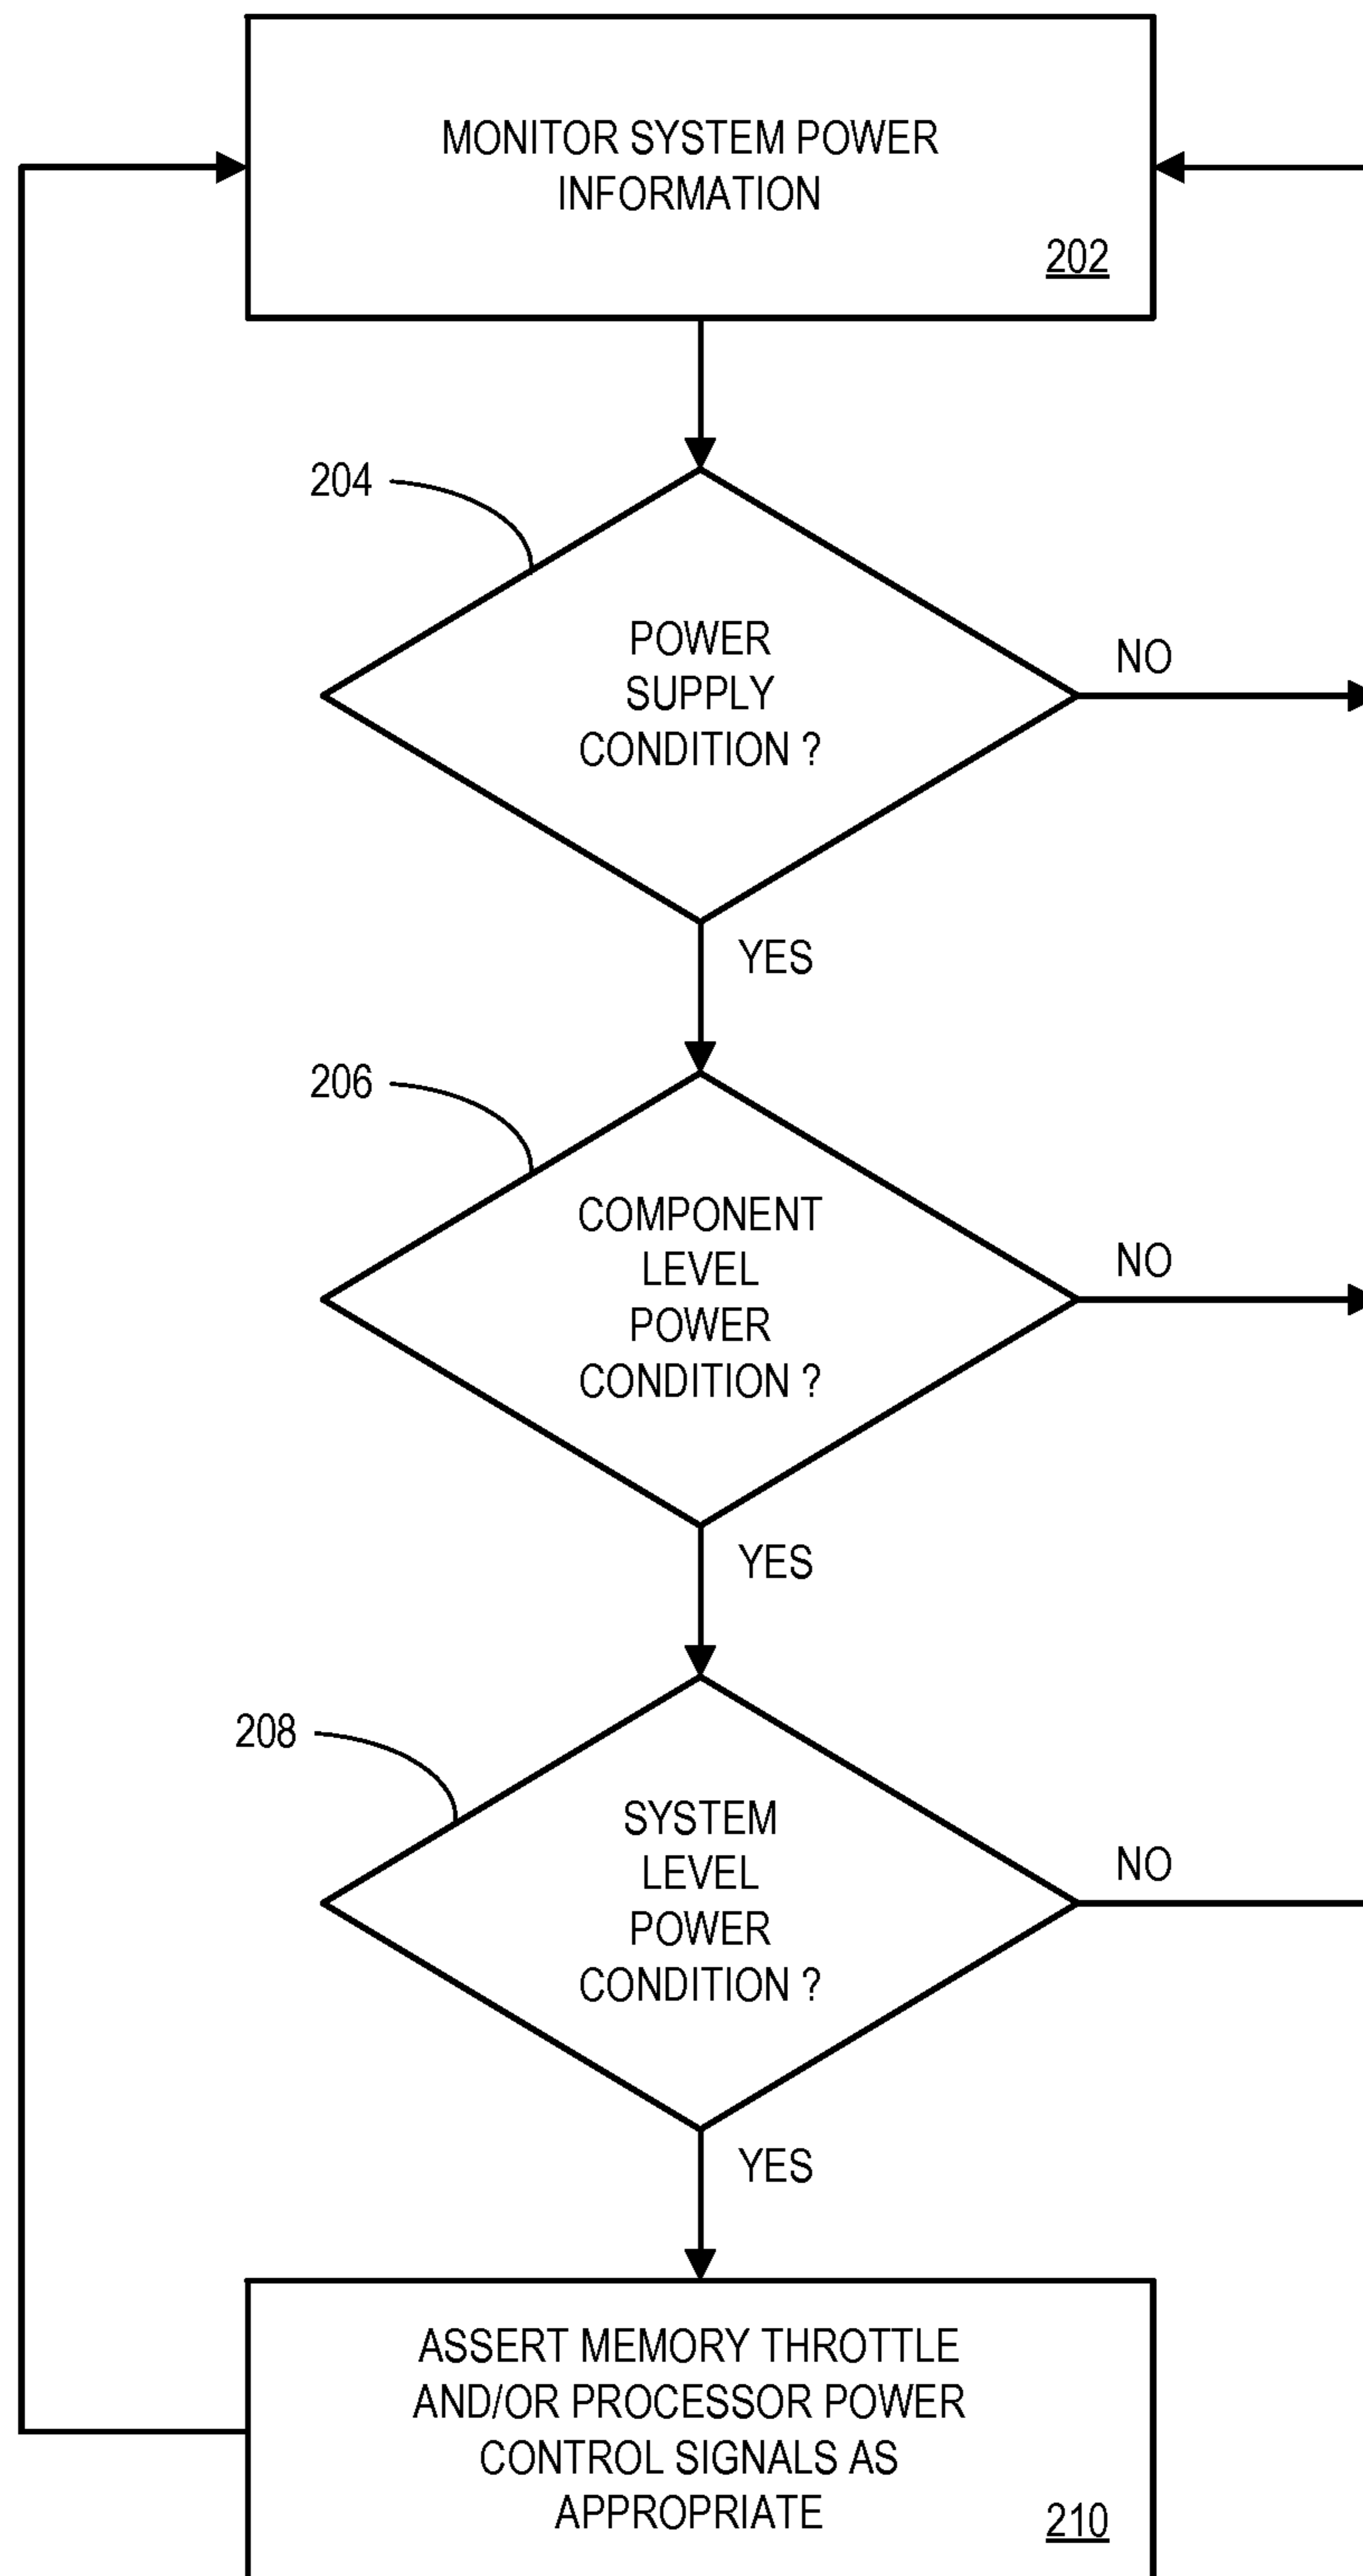 MONITOR SYSTEM POWER
INFORMATION
202
204
POWER
SUPPLY
CONDITION ?
NO
YES
206
COMPONENT
LEVEL
POWER
CONDITION ?
NO
YES
208
SYSTEM
LEVEL
POWER
CONDITION ?
NO
YES
ASSERT MEMORY THROTTLE
AND/OR PROCESSOR POWER
CONTROL SIGNALS AS
APPROPRIATE
210